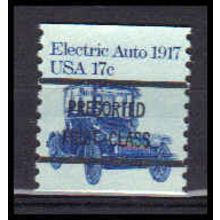 Electric Auto 1917
USA 17c
PRESORTED
FIRST-CLASS